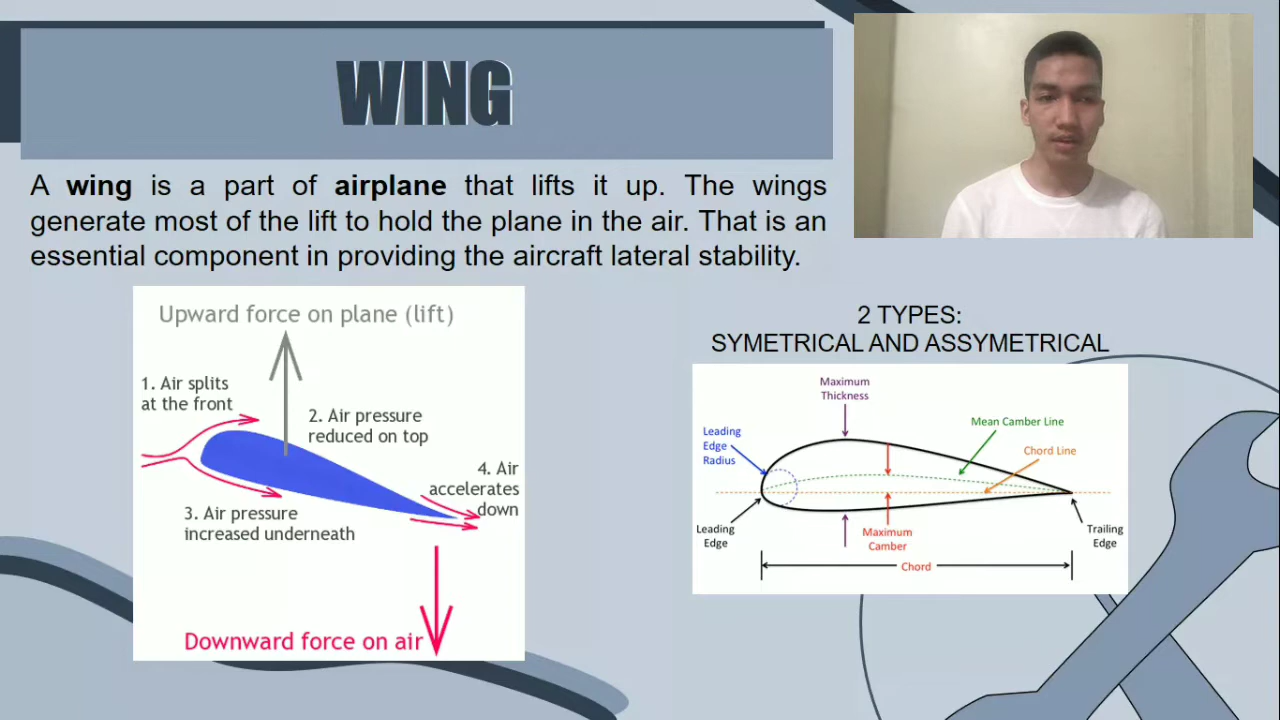 WING
A wing is a part of airplane that lifts it up. The wings
generate most of the lift to hold the plane in the air. That is an
essential component in providing the aircraft lateral stability.
Upward force on plane (lift)
1. Air splits
at the front
2. Air pressure
reduced on top
3. Air pressure
increased underneath
4. Air
accelerates
down
Downward force on air
2 TYPES:
SYMETRICAL AND ASSYMETRICAL
Maximum
Thickness
Leading
Edge
Radius
Mean Camber Line
Chord Line
Leading
Edge
Maximum
Camber
Trailing
Edge
Chord